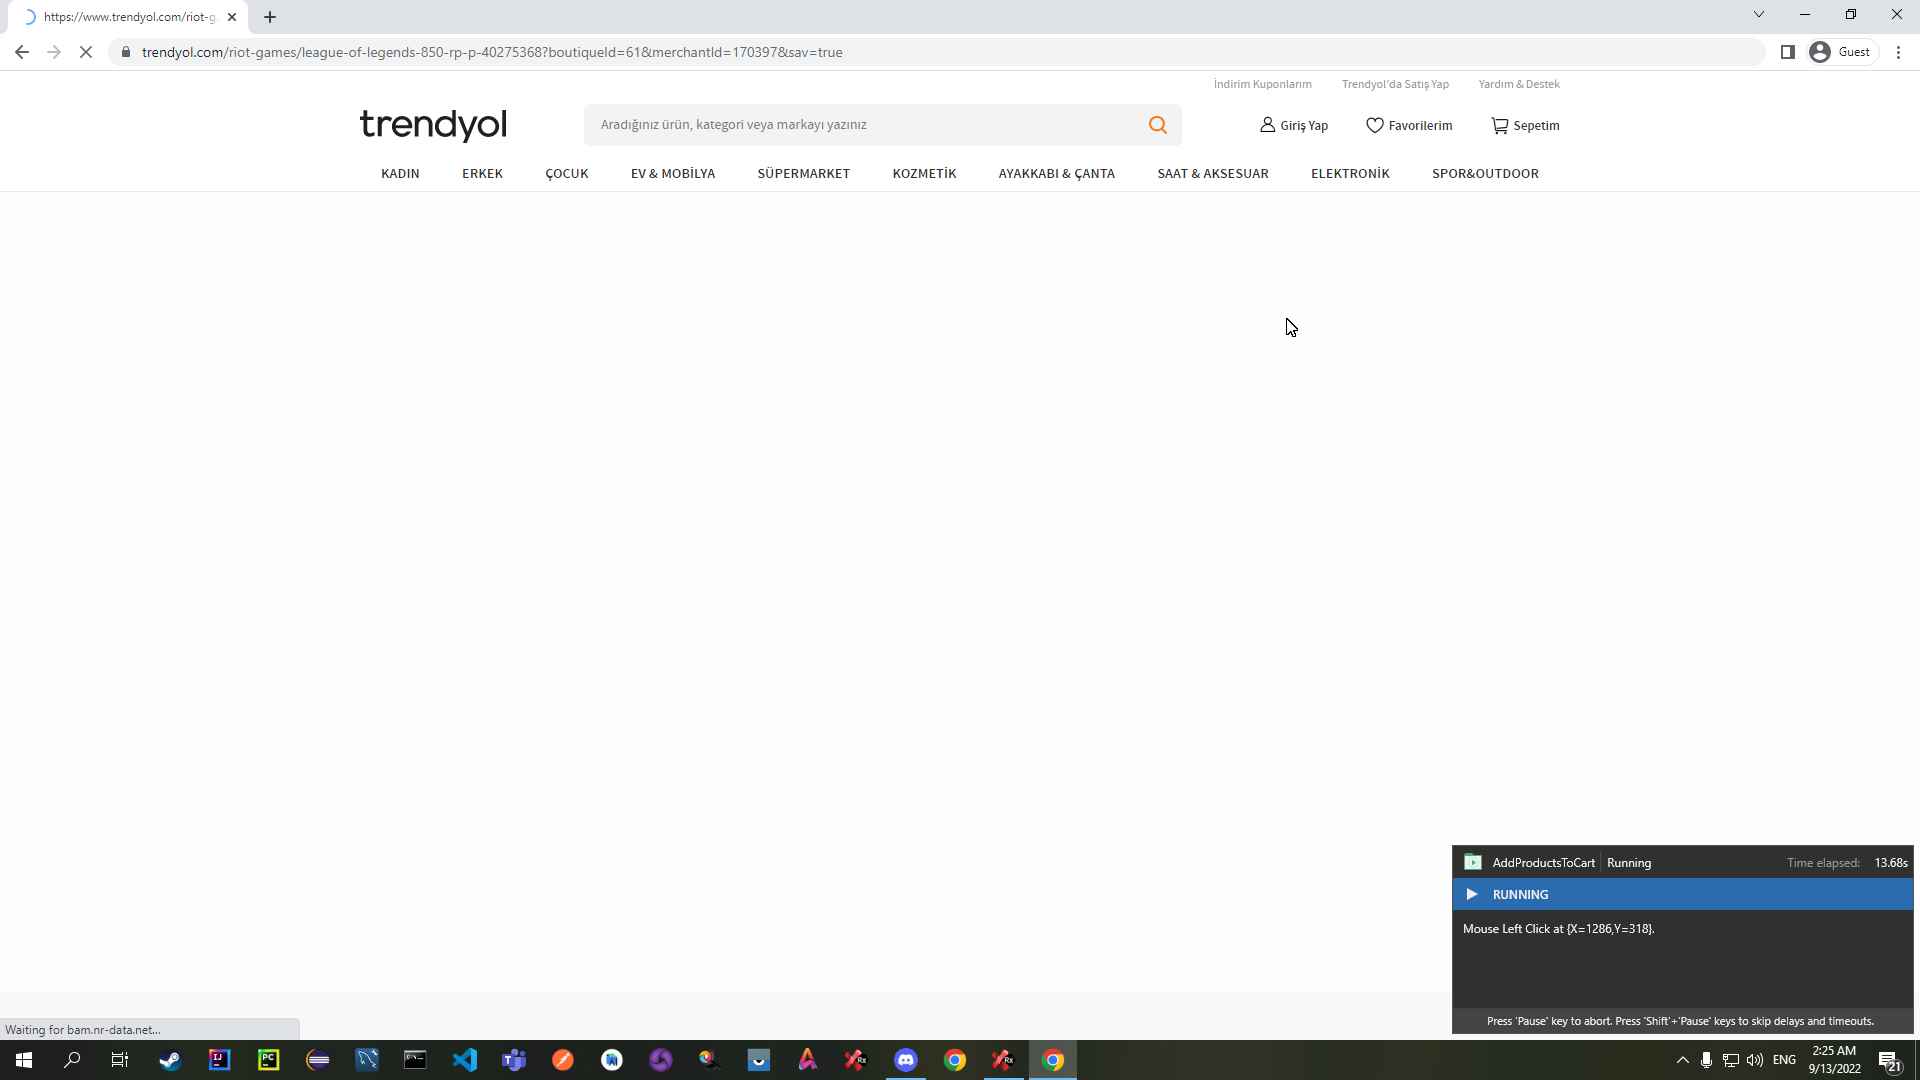 https://www.trendyol.com/riot-g
trendyol.com/riot-games/league-of-legends-850-rp-p-40275368?boutiqueId=61&merchantId=170397&sav=true
Guest
İndirim Kuponlarım Trendyol'da Satış Yap Yardım & Destek
trendyol
Aradığınız ürün, kategori veya markayı yazınız
Giriş Yap Favorilerim Sepetim
KADIN ERKEK ÇOCUK EV & MOBİLYA SÜPERMARKET KOZMETİK AYAKKABI & ÇANTA SAAT & AKSESUAR ELEKTRONİK SPOR&OUTDOOR
AddProductsToCart Running Time elapsed: 13.68s
RUNNING
Mouse Left Click at {X=1286,Y=318}.
Press 'Pause' key to abort. Press 'Shift'+'Pause' keys to skip delays and timeouts.
Waiting for bam.nr-data.net...
ENG
2:25 AM
9/13/2022
21